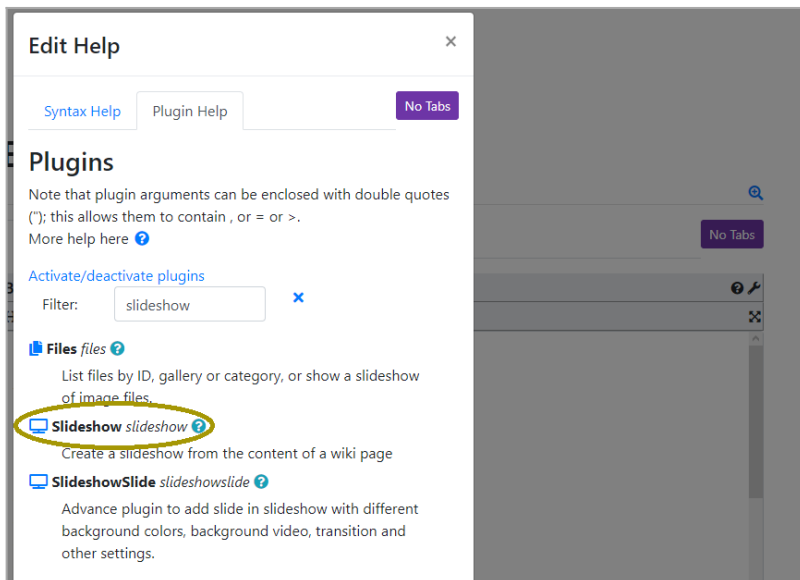 Edit Help ×
Syntax Help Plugin Help No Tabs
Plugins
Note that plugin arguments can be enclosed with double quotes
("); this allows them to contain , or = or >.
More help here
No Tabs
Activate/deactivate plugins
Filter: slideshow
Files files
List files by ID, gallery or category, or show a slideshow
of image files.
Slideshow slideshow
Create a slideshow from the content of a wiki page
SlideshowSlide slideshowslide
Advance plugin to add slide in slideshow with different
background colors, background video, transition and
other settings.